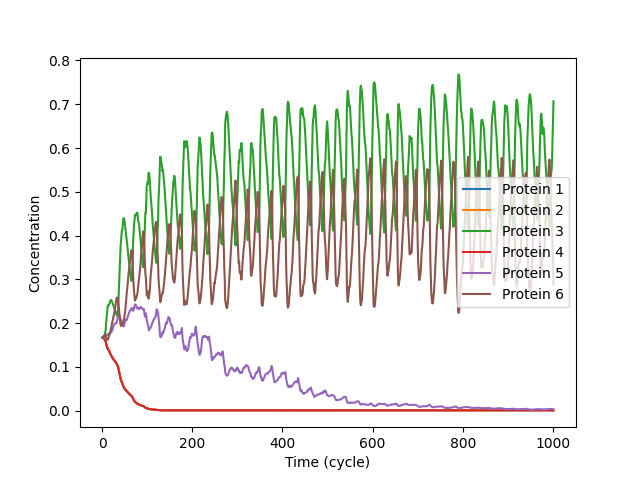 0.8
0.7
0.6
0.5
0.4
0.3
0.2
0.1
0.0
Concentration
Protein 1
Protein 2
Protein 3
Protein 4
Protein 5
Protein 6
0 200 400 600 800 1000
Time (cycle)